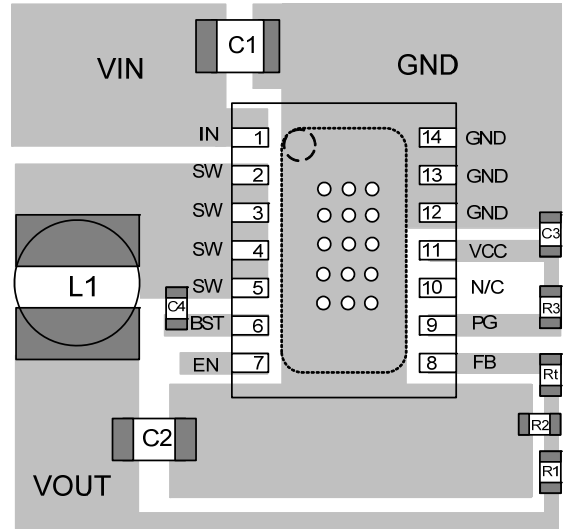 C1
VIN
GND
IN 1 14 GND
SW 2 13 GND
SW 3 12 GND
C3
SW 4 11 VCC
L1
SW 5 10 N/C
C4
R3
BST 6 9 PG
EN 7 8 FB
Rt
R2
C2
R1
VOUT